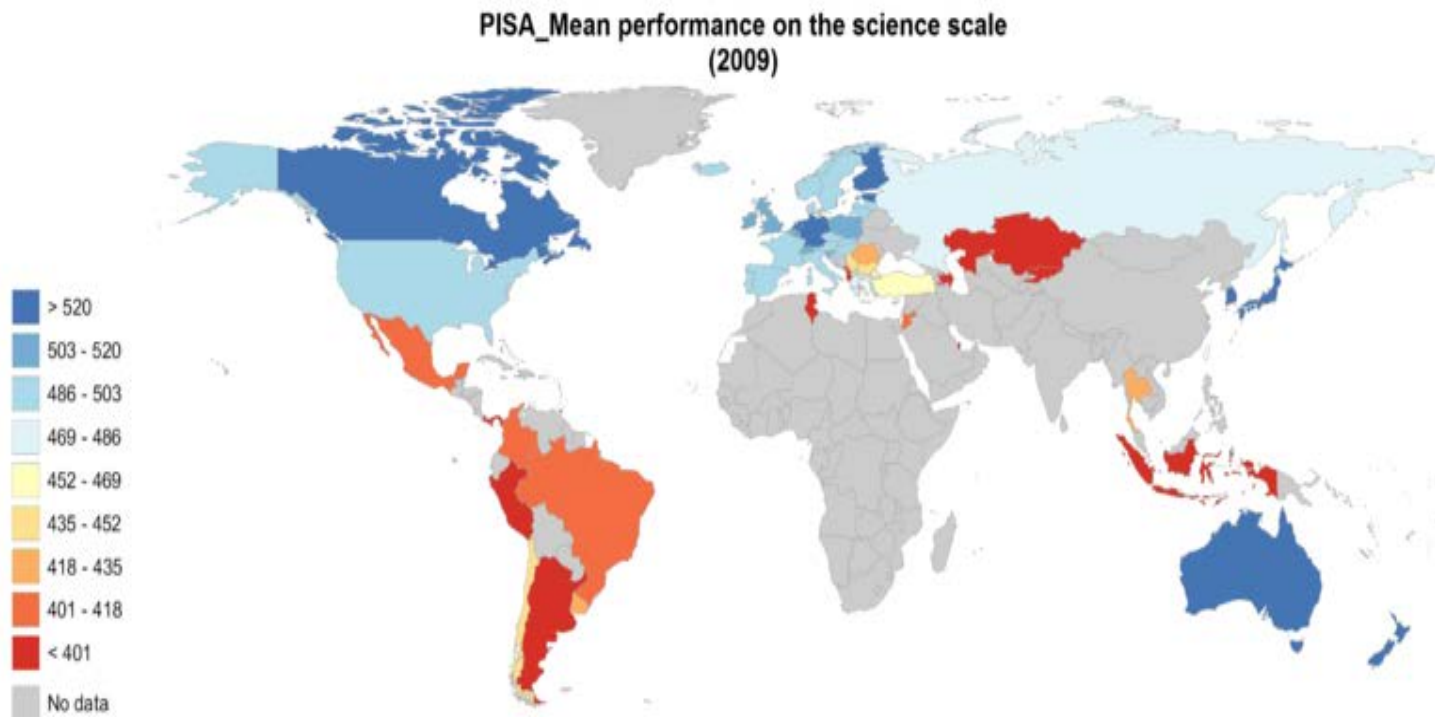 PISA_Mean performance on the science scale
(2009)
> 520
503 - 520
486 - 503
469 - 486
452 - 469
435 - 452
418 - 435
401 - 418
< 401
No data